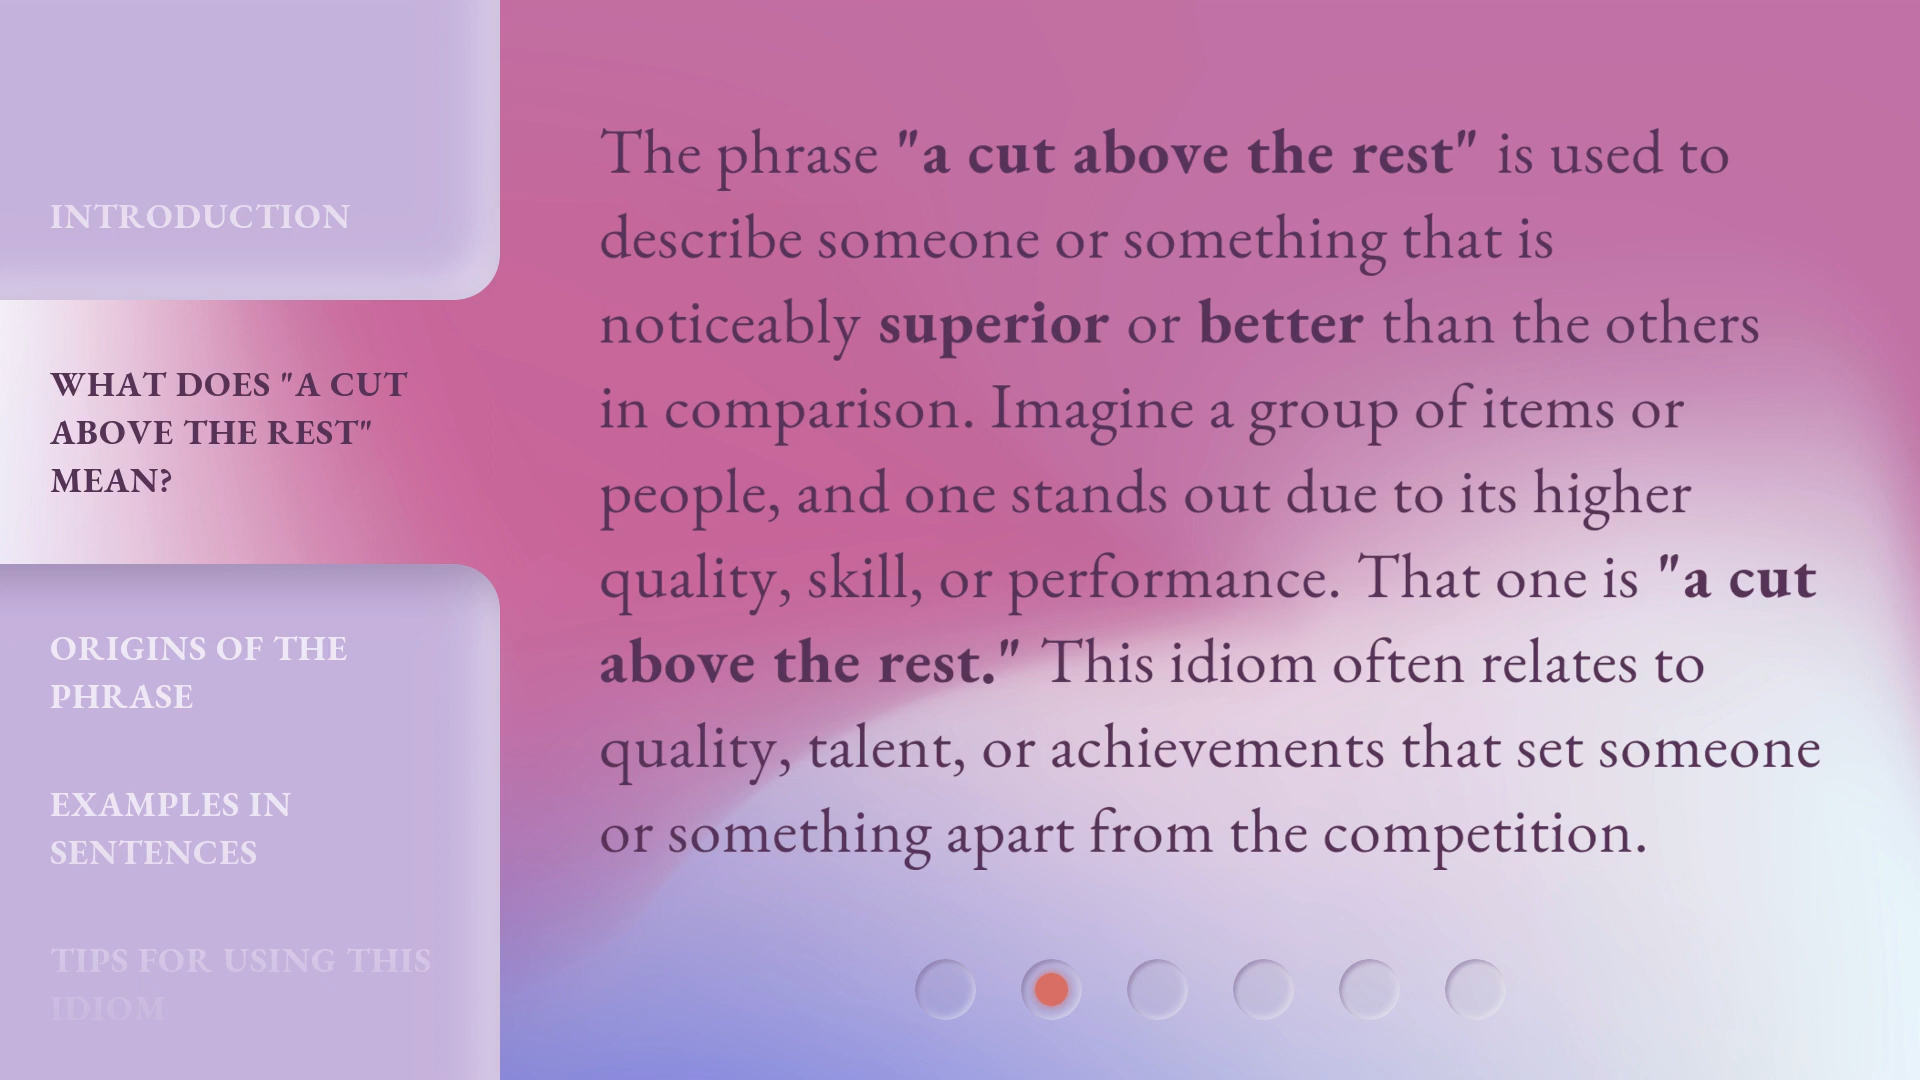 INTRODUCTION
WHAT DOES "A CUT
ABOVE THE REST"
MEAN?
ORIGINS OF THE
PHRASE
EXAMPLES IN
SENTENCES
TIPS FOR USING THIS
IDIOM
The phrase "a cut above the rest" is used to
describe someone or something that is
noticeably superior or better than the others
in comparison. Imagine a group of items or
people, and one stands out due to its higher
quality, skill, or performance. That one is "a cut
above the rest." This idiom often relates to
quality, talent, or achievements that set someone
or something apart from the competition.